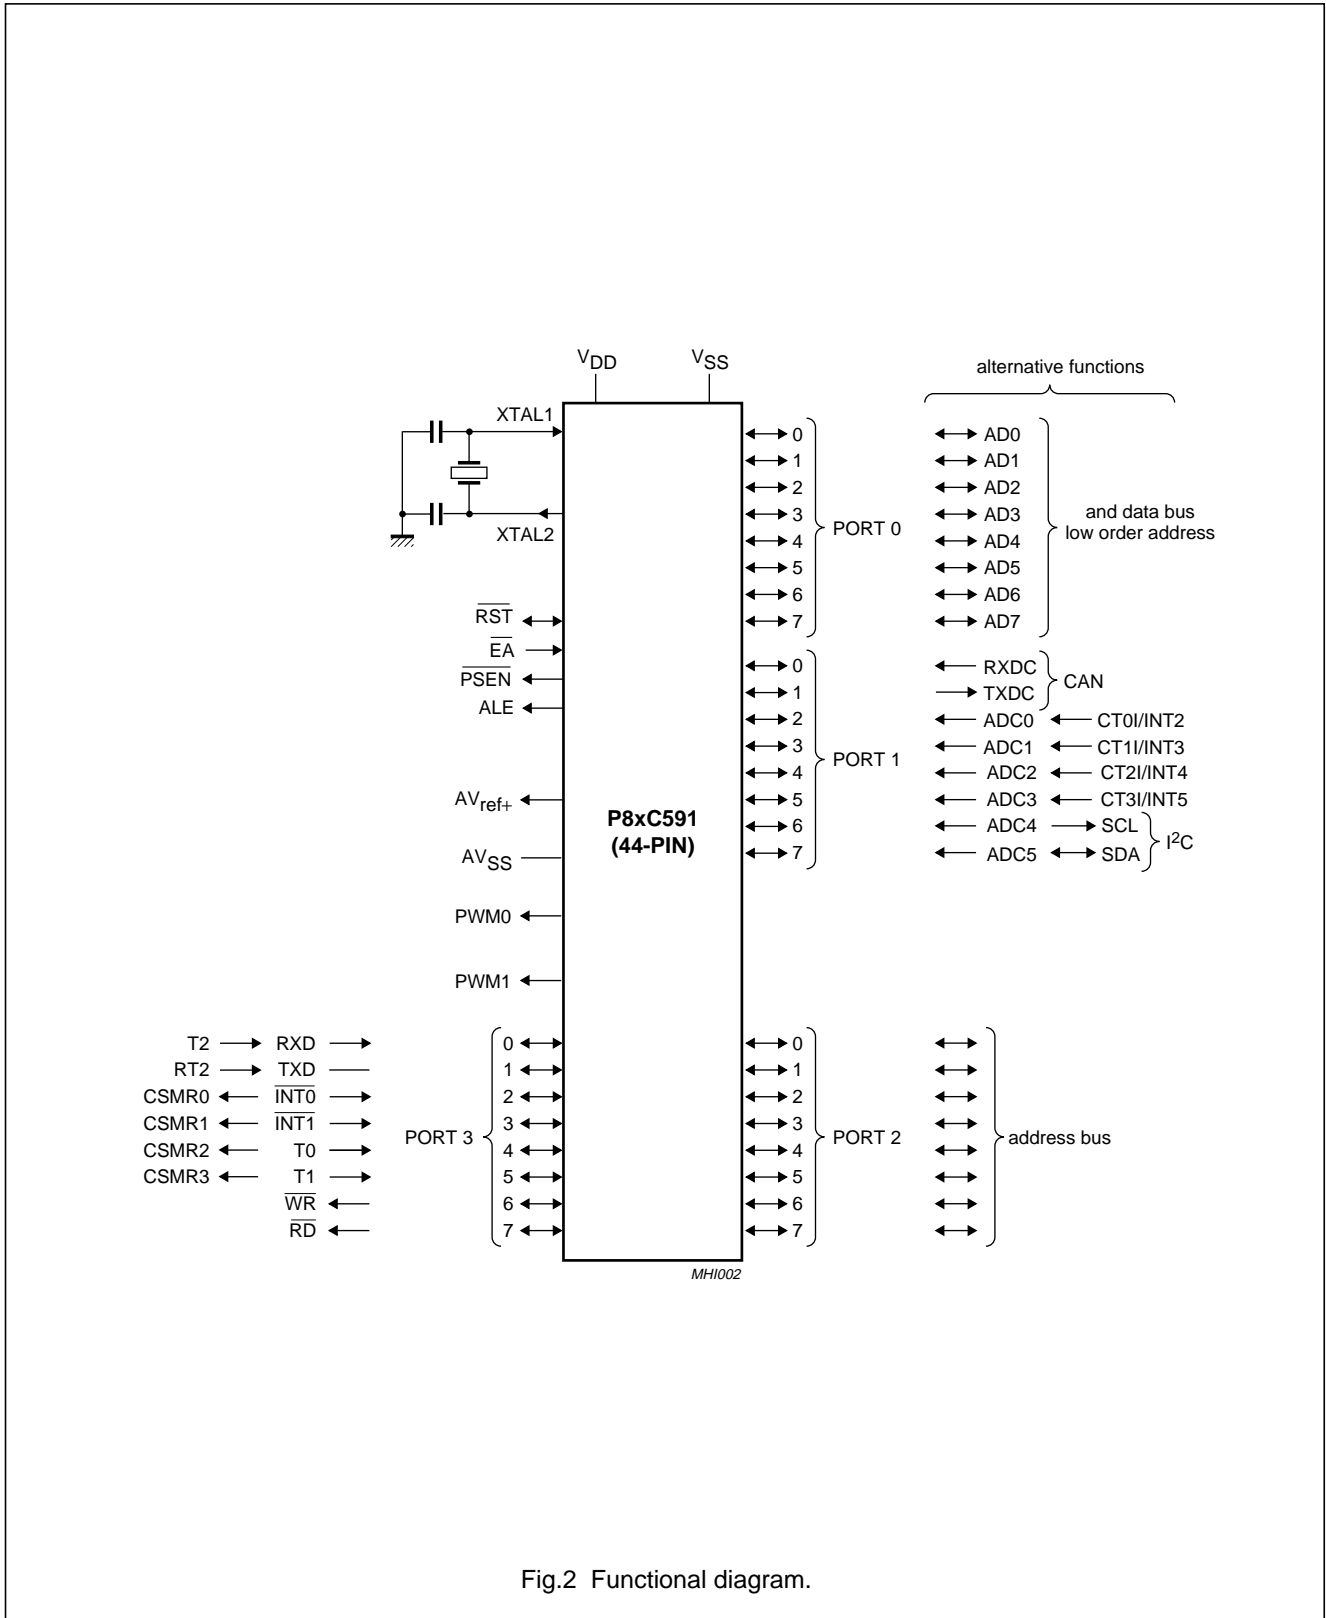 V_DD
V_SS
alternative functions
XTAL1
XTAL2
RST
EA
PSEN
ALE
AV_ref+
AV_SS
PWM0
PWM1
P8xC591
(44-PIN)
0
1
2
3
4
5
6
7
PORT 0
AD0
AD1
AD2
AD3
AD4
AD5
AD6
AD7
and data bus
low order address
0
1
2
3
4
5
6
7
PORT 1
RXDC
TXDC
CAN
ADC0 CT0I/INT2
ADC1 CT1I/INT3
ADC2 CT2I/INT4
ADC3 CT3I/INT5
ADC4 SCL
ADC5 SDA
I²C
T2 RXD
RT2 TXD
CSMR0 INT0
CSMR1 INT1
CSMR2 T0
CSMR3 T1
WR
RD
PORT 3
0
1
2
3
4
5
6
7
0
1
2
3
4
5
6
7
PORT 2
address bus
MHI002
Fig.2 Functional diagram.